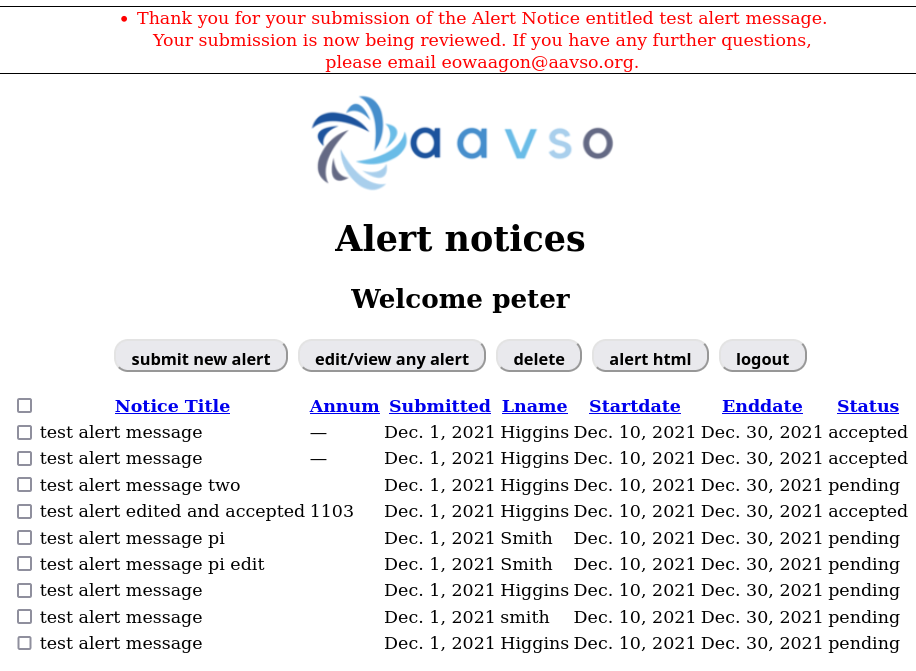 • Thank you for your submission of the Alert Notice entitled test alert message.
Your submission is now being reviewed. If you have any further questions,
please email eowaagon@aavso.org.
aavso
Alert notices
Welcome peter
submit new alert edit/view any alert delete alert html logout
Notice Title Annum Submitted Lname Startdate Enddate Status
test alert message — Dec. 1, 2021 Higgins Dec. 10, 2021 Dec. 30, 2021 accepted
test alert message — Dec. 1, 2021 Higgins Dec. 10, 2021 Dec. 30, 2021 accepted
test alert message two Dec. 1, 2021 Higgins Dec. 10, 2021 Dec. 30, 2021 pending
test alert edited and accepted 1103 Dec. 1, 2021 Higgins Dec. 10, 2021 Dec. 30, 2021 accepted
test alert message pi Dec. 1, 2021 Smith Dec. 10, 2021 Dec. 30, 2021 pending
test alert message pi edit Dec. 1, 2021 Smith Dec. 10, 2021 Dec. 30, 2021 pending
test alert message Dec. 1, 2021 Higgins Dec. 10, 2021 Dec. 30, 2021 pending
test alert message Dec. 1, 2021 smith Dec. 10, 2021 Dec. 30, 2021 pending
test alert message Dec. 1, 2021 Higgins Dec. 10, 2021 Dec. 30, 2021 pending